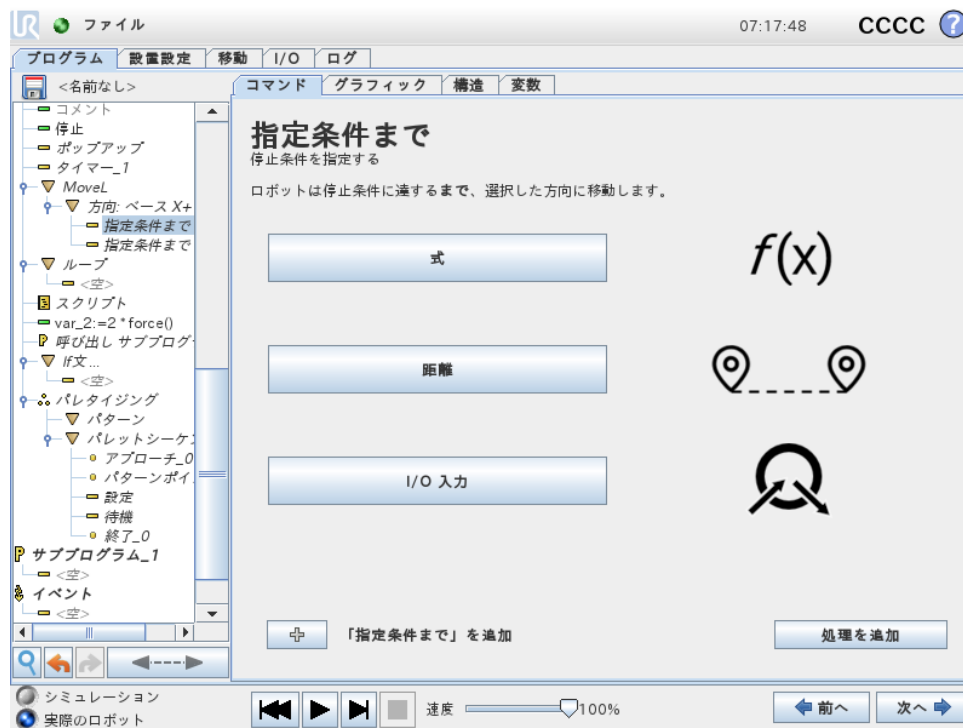 UR ファイル 07:17:48 CCCC ?
プログラム 設置設定 移動 I/O ログ
<名前なし>
コマンド グラフィック 構造 変数
コメント
停止
ポップアップ
タイマー_1
MoveL
方向: ベース X+
指定条件まで
指定条件まで
ループ
<空>
スクリプト
var_2:=2 * force()
呼び出し サブプログ
If文 ...
<空>
パレタイジング
パターン
パレットシーケン
アプローチ_0
パターンポイ
設定
待機
終了_0
サブプログラム_1
<空>
イベント
<空>
指定条件まで
停止条件を指定する
ロボットは停止条件に達するまで、選択した方向に移動します。
式
f(x)
距離
I/O 入力
「指定条件まで」を追加
処理を追加
シミュレーション
実際のロボット
速度 100%
前へ 次へ